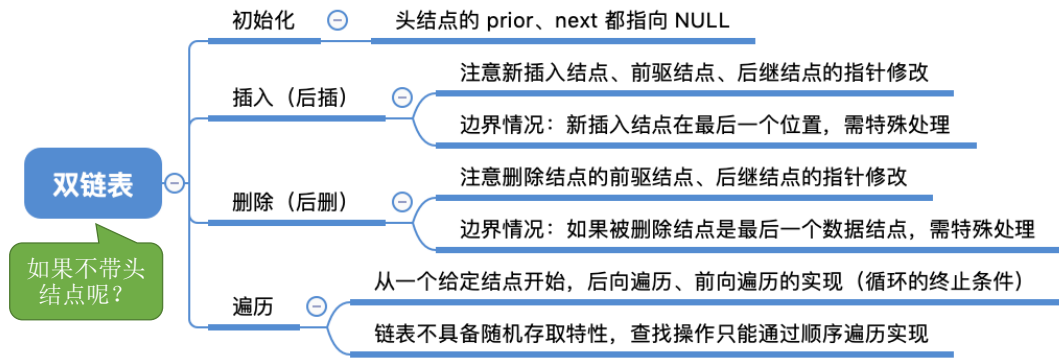 双链表
如果不带头
结点呢？
初始化
头结点的 prior、next 都指向 NULL
插入（后插）
注意新插入结点、前驱结点、后继结点的指针修改
边界情况：新插入结点在最后一个位置，需特殊处理
删除（后删）
注意删除结点的前驱结点、后继结点的指针修改
边界情况：如果被删除结点是最后一个数据结点，需特殊处理
遍历
从一个给定结点开始，后向遍历、前向遍历的实现（循环的终止条件）
链表不具备随机存取特性，查找操作只能通过顺序遍历实现